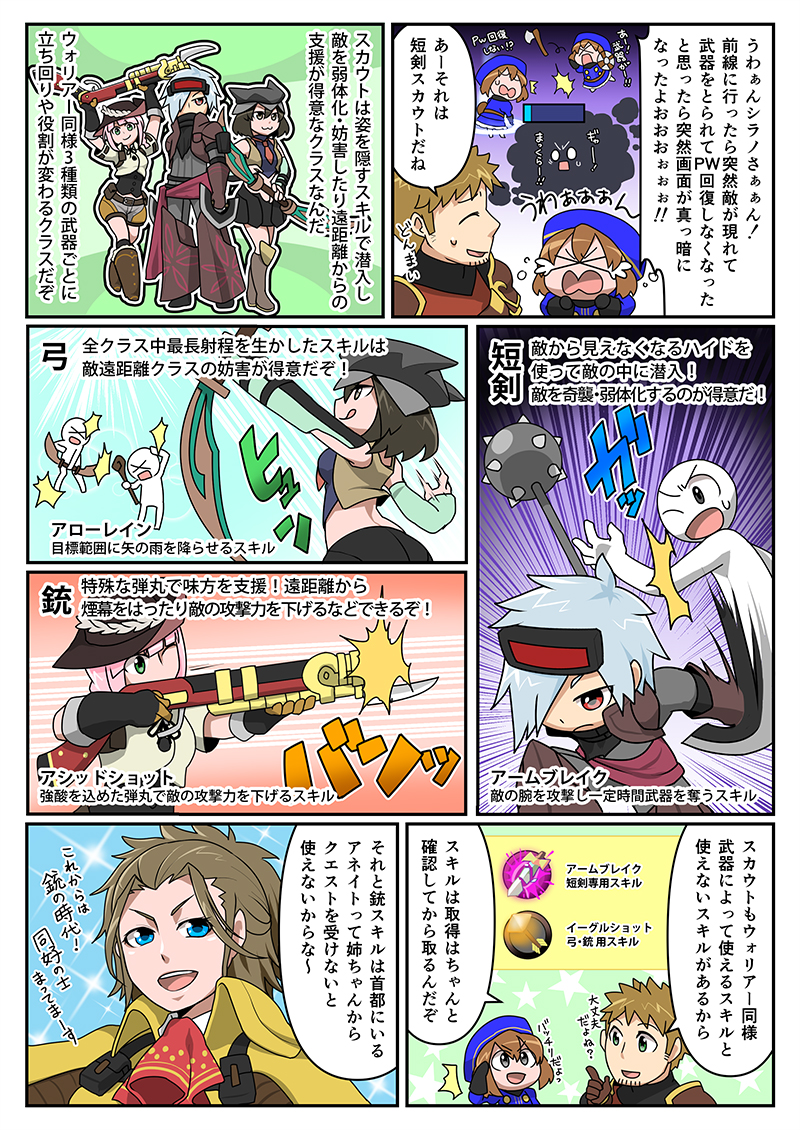 うわぁんシラノさぁぁん！
前線に行ったら突然敵が現れて
武器をとられてPW回復しなくなった
と思ったら突然画面が真っ暗に
なったよおおおぉぉぉ!!
あー!!
武器がー!!
Pw回復
しない!?
ぎゃー!!
まっくらー!!
うわぁぁぁん
あーそれは
短剣スカウトだね
どんまい
スカウトは姿を隠すスキルで潜入し
敵を弱体化・妨害したり遠距離からの
支援が得意なクラスなんだ
ウォリアー同様3種類の武器ごとに
立ち回りや役割が変わるクラスだぞ
短剣
敵から見えなくなるハイドを
使って敵の中に潜入！
敵を奇襲・弱体化するのが得意だ！
ガッ
アームブレイク
敵の腕を攻撃し一定時間武器を奪うスキル
弓
全クラス中最長射程を生かしたスキルは
敵遠距離クラスの妨害が得意だぞ！
ヒュン
アローレイン
目標範囲に矢の雨を降らせるスキル
銃
特殊な弾丸で味方を支援！遠距離から
煙幕をはったり敵の攻撃力を下げるなどできるぞ！
バーンッ
アシッドショット
強酸を込めた弾丸で敵の攻撃力を下げるスキル
スカウトもウォリアー同様
武器によって使えるスキルと
使えないスキルがあるから
アームブレイク
短剣専用スキル
イーグルショット
弓・銃 用スキル
スキルは取得はちゃんと
確認してから取るんだぞ
大丈夫
だよね？
バッチリだよっ
それと銃スキルは首都にいる
アネイトって姉ちゃんから
クエストを受けないと
使えないからな～
これからは
銃の時代！
同好の士
まってまーす